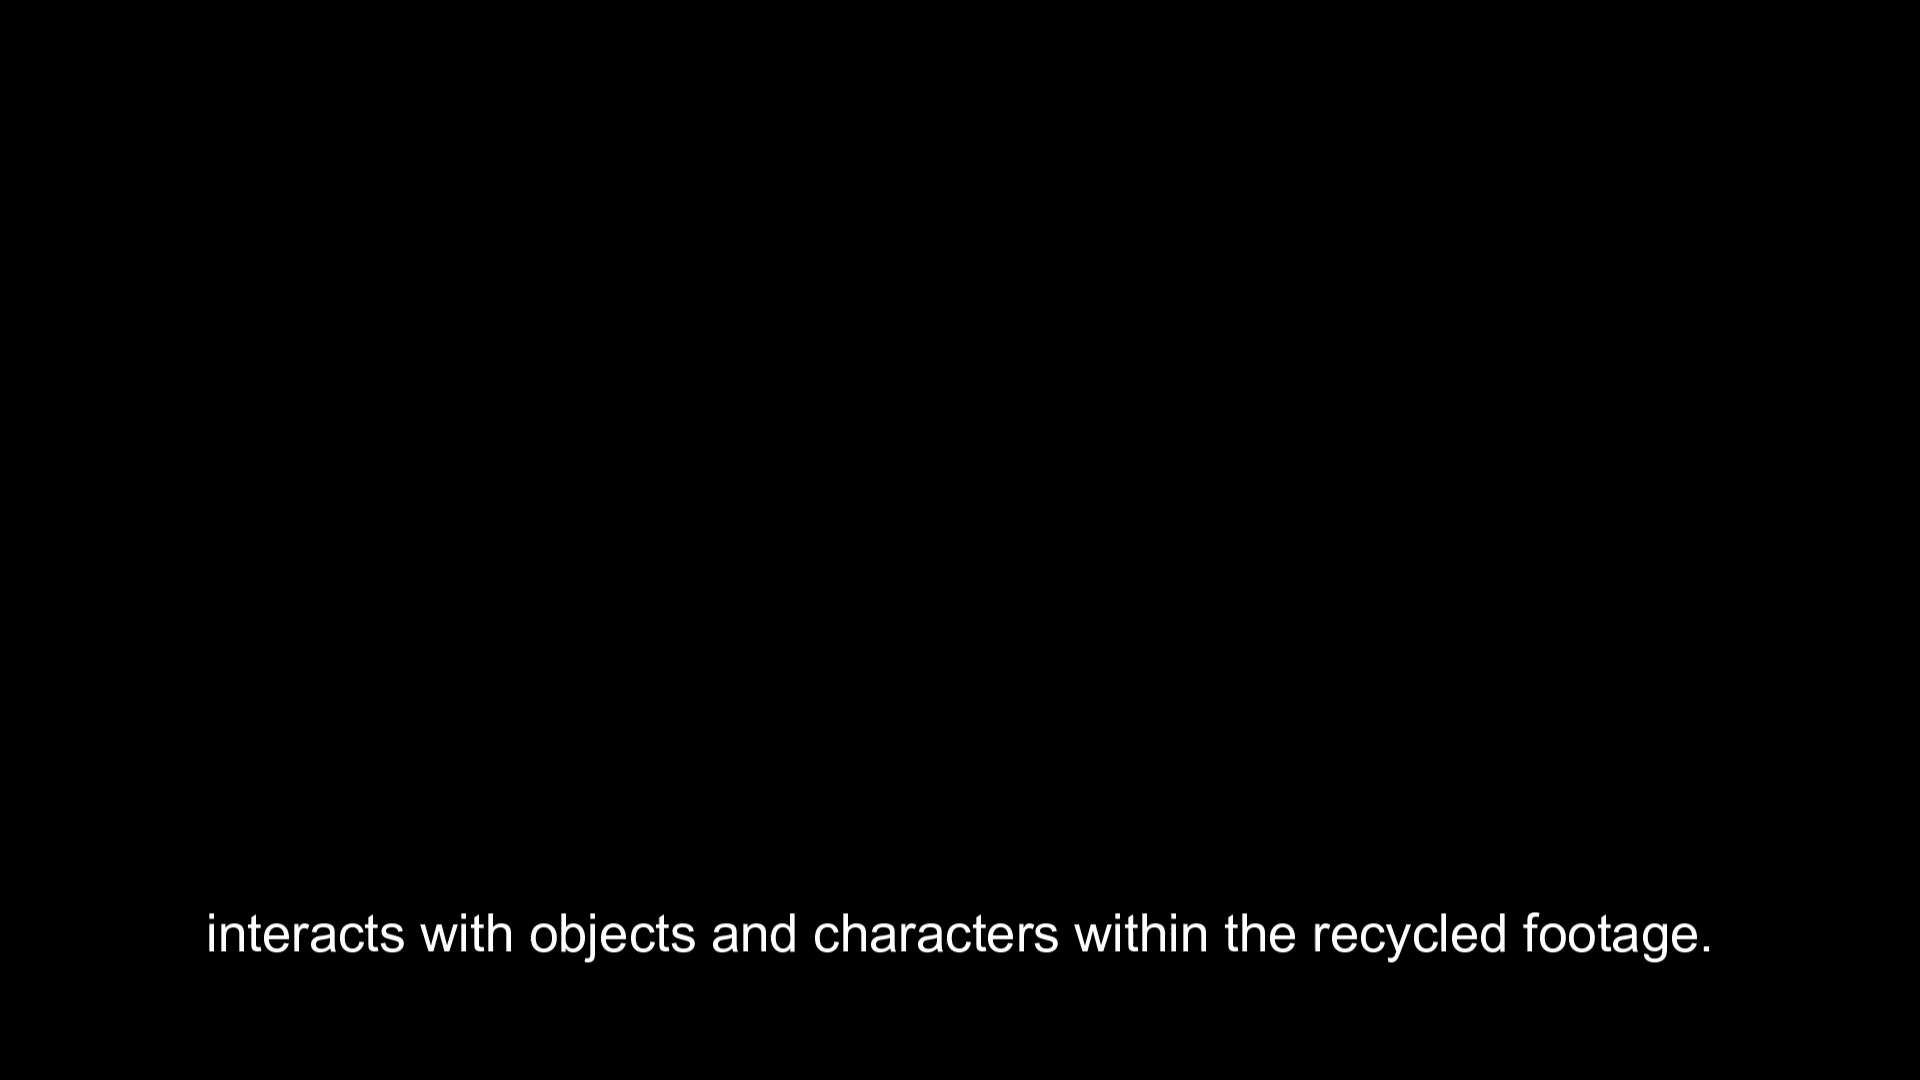 interacts with objects and characters within the recycled footage.